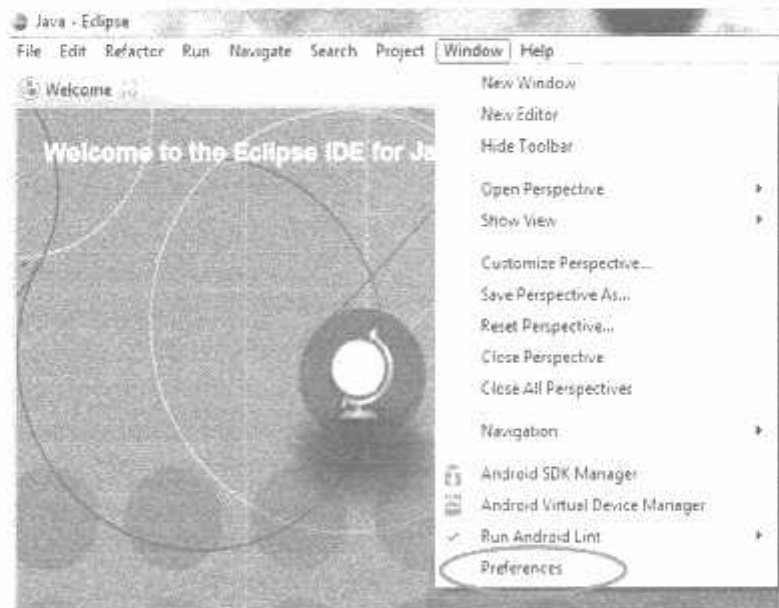 Java - Eclipse
File Edit Refactor Run Navigate Search Project Window Help
Welcome
Welcome to the Eclipse IDE for Ja
New Window
New Editor
Hide Toolbar
Open Perspective
Show View
Customize Perspective...
Save Perspective As...
Reset Perspective...
Close Perspective
Close All Perspectives
Navigation
Android SDK Manager
Android Virtual Device Manager
Run Android Lint
Preferences